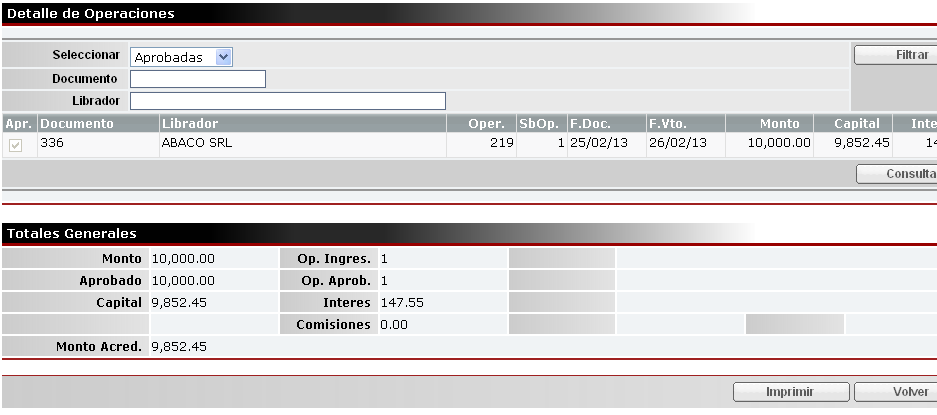 Detalle de Operaciones
Seleccionar Aprobadas Filtrar
Documento
Librador
Apr. Documento Librador Oper. SbOp. F.Doc. F.Vto. Monto Capital Inte
336 ABACO SRL 219 1 25/02/13 26/02/13 10,000.00 9,852.45 14
Consulta
Totales Generales
Monto 10,000.00 Op. Ingres. 1
Aprobado 10,000.00 Op. Aprob. 1
Capital 9,852.45 Interes 147.55
Comisiones 0.00
Monto Acred. 9,852.45
Imprimir Volver